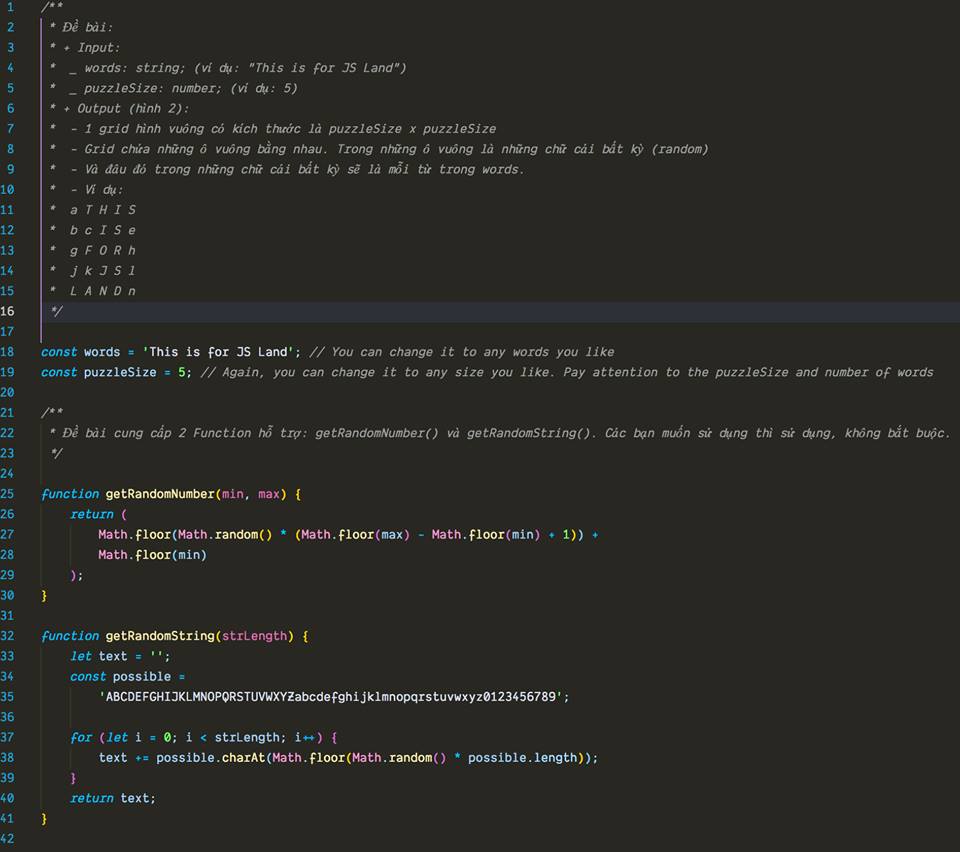 1 /**
2 * Đề bài:
3 * + Input:
4 * _ words: string; (ví dụ: "This is for JS Land")
5 * _ puzzleSize: number; (ví dụ: 5)
6 * + Output (hình 2):
7 * - 1 grid hình vuông có kích thước là puzzleSize x puzzleSize
8 * - Grid chứa những ô vuông bằng nhau. Trong những ô vuông là những chữ cái bất kỳ (random)
9 * - Và đâu đó trong những chữ cái bất kỳ sẽ là mỗi từ trong words.
10 * - Ví dụ:
11 * a T H I S
12 * b c I S e
13 * g F O R h
14 * j k J S l
15 * L A N D n
16 */
17
18 const words = 'This is for JS Land'; // You can change it to any words you like
19 const puzzleSize = 5; // Again, you can change it to any size you like. Pay attention to the puzzleSize and number of words
20
21 /**
22 * Đề bài cung cấp 2 Function hỗ trợ: getRandomNumber() và getRandomString(). Các bạn muốn sử dụng thì sử dụng, không bắt buộc.
23 */
24
25 function getRandomNumber(min, max) {
26 return (
27 Math.floor(Math.random() * (Math.floor(max) - Math.floor(min) + 1)) +
28 Math.floor(min)
29 );
30 }
31
32 function getRandomString(strLength) {
33 let text = '';
34 const possible =
35 'ABCDEFGHIJKLMNOPQRSTUVWXYZabcdefghijklmnopqrstuvwxyz0123456789';
36
37 for (let i = 0; i < strLength; i++) {
38 text += possible.charAt(Math.floor(Math.random() * possible.length));
39 }
40 return text;
41 }
42